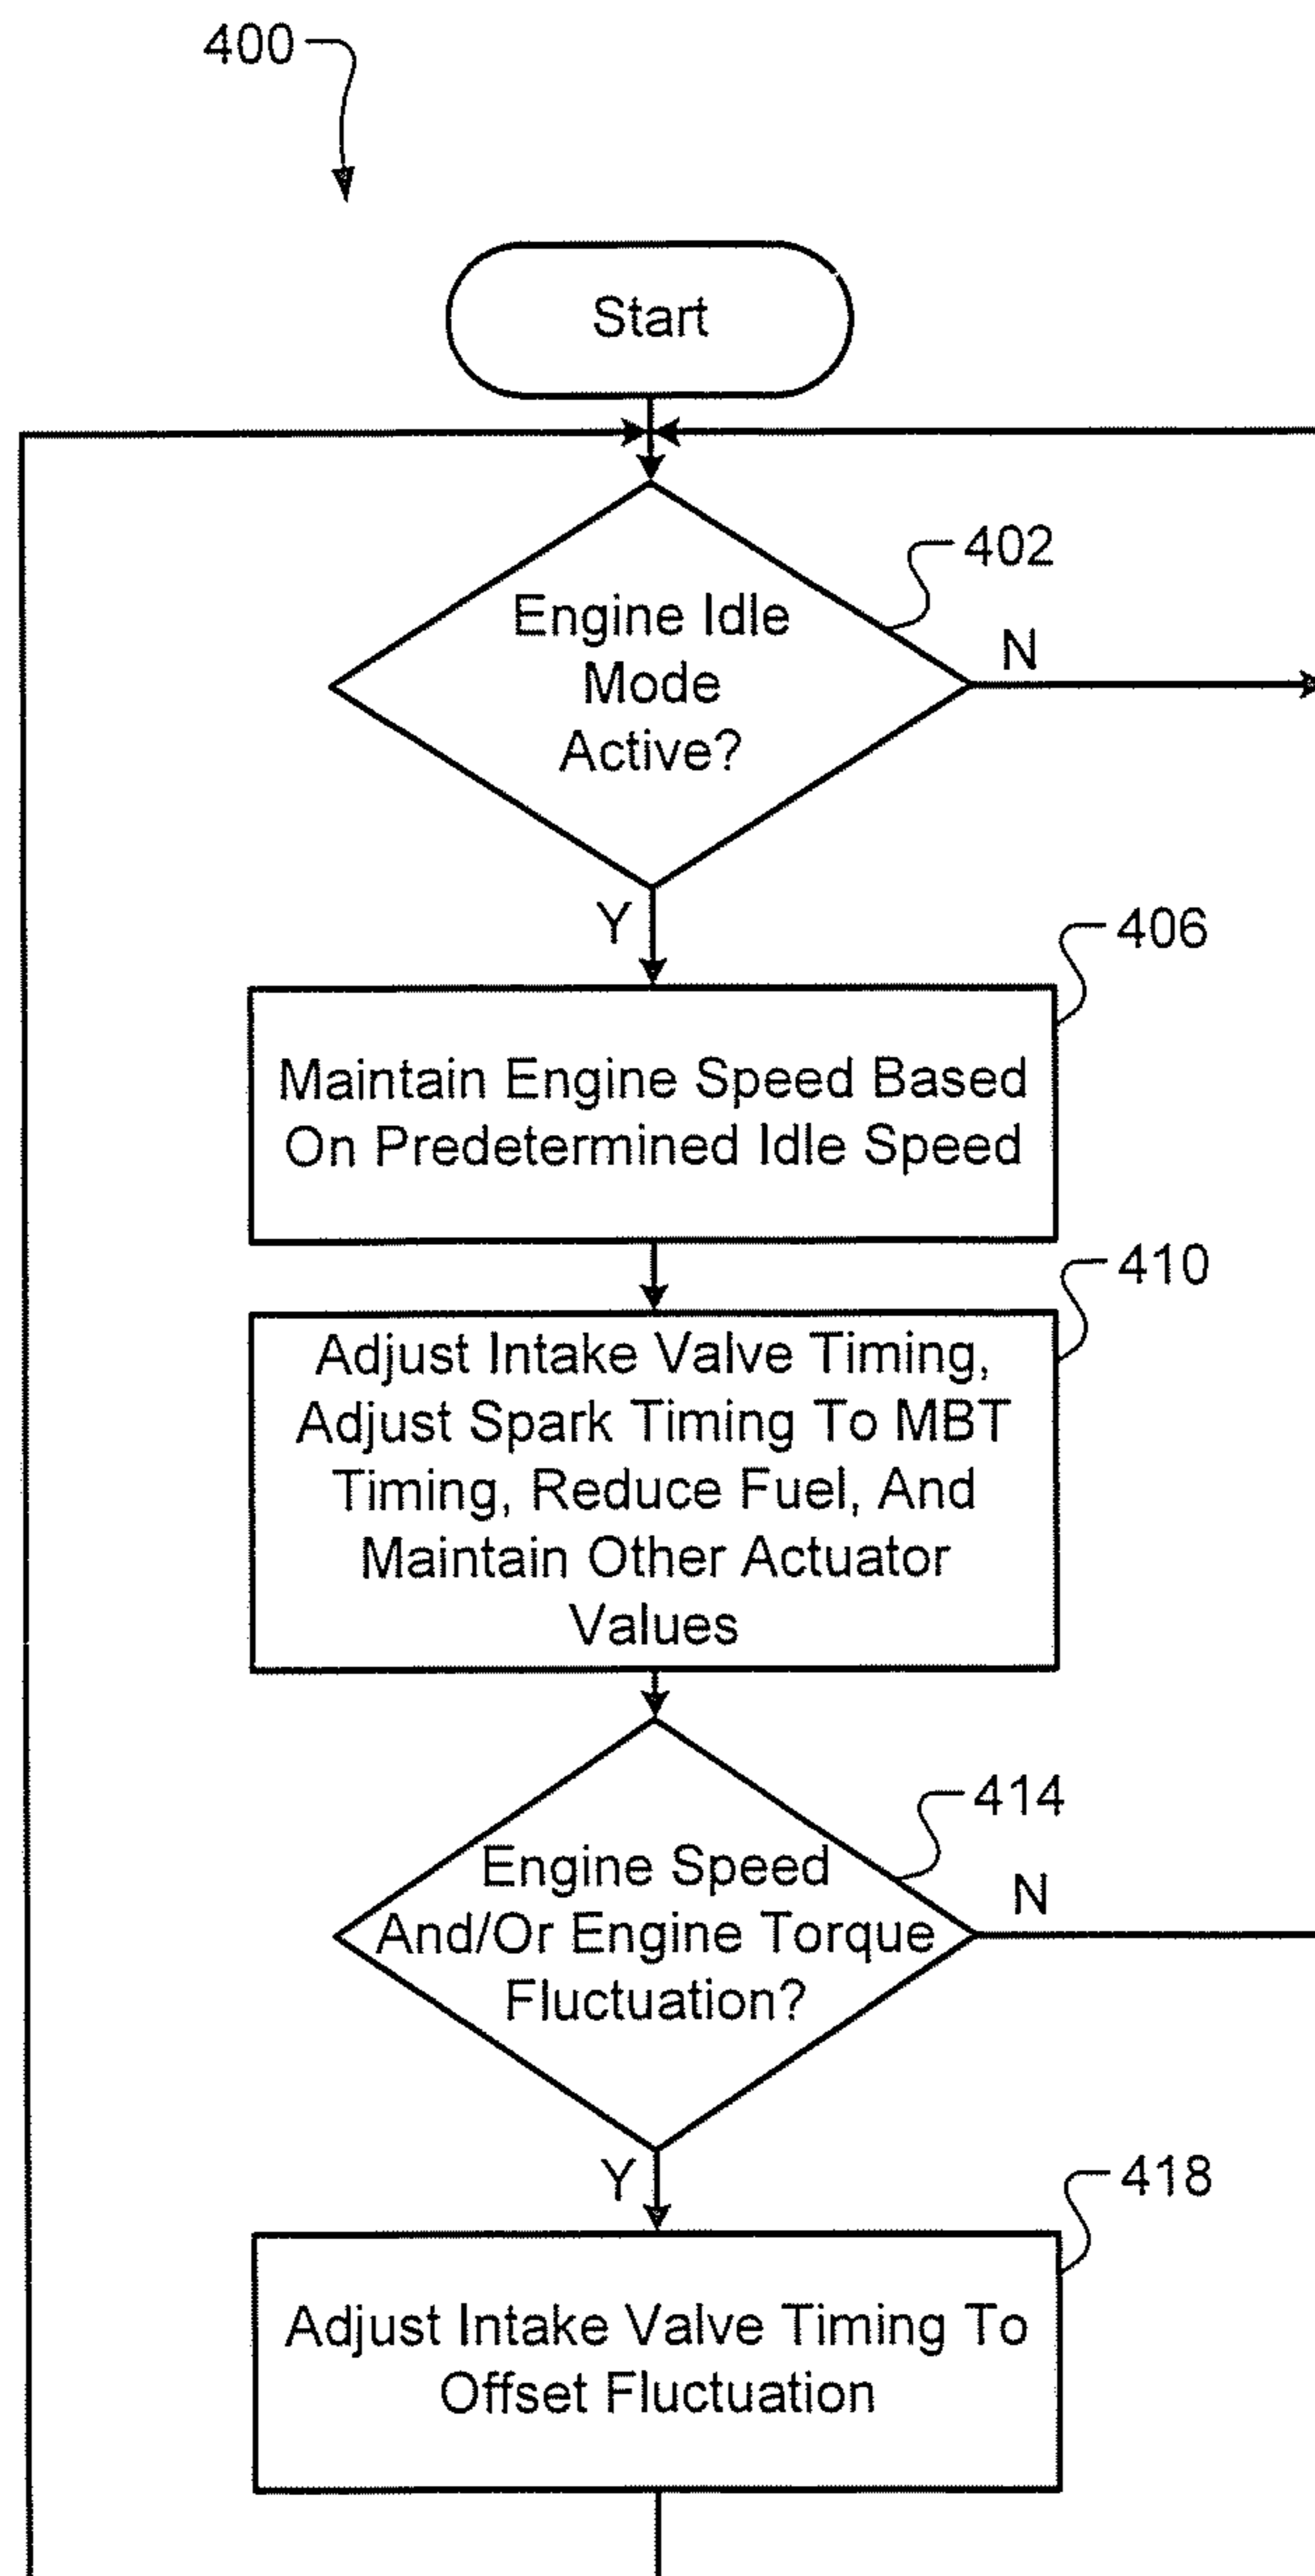 400
Start
402
Engine Idle
Mode
Active?
N
Y
406
Maintain Engine Speed Based
On Predetermined Idle Speed
410
Adjust Intake Valve Timing,
Adjust Spark Timing To MBT
Timing, Reduce Fuel, And
Maintain Other Actuator
Values
414
Engine Speed
And/Or Engine Torque
Fluctuation?
N
Y
418
Adjust Intake Valve Timing To
Offset Fluctuation